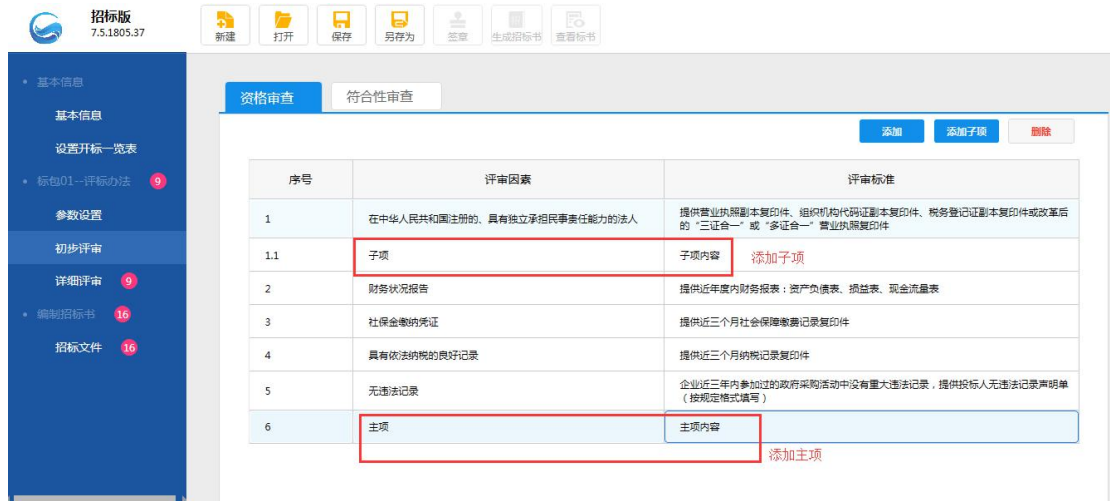 招标版
7.5.1805.37
新建
打开
保存
另存为
签章
生成招标书
查看标书
基本信息
基本信息
设置开标一览表
标包01--评标办法 9
参数设置
初步评审
详细评审 9
编制招标书 16
招标文件 16
资格审查
符合性审查
添加
添加子项
删除
序号 评审因素 评审标准
1 在中华人民共和国注册的、具有独立承担民事责任能力的法人 提供营业执照副本复印件、组织机构代码证副本复印件、税务登记证副本复印件或改革后
的“三证合一”或“多证合一”营业执照复印件
1.1 子项 子项内容 添加子项
2 财务状况报告 提供近年度内财务报表：资产负债表、损益表、现金流量表
3 社保金缴纳凭证 提供近三个月社会保障缴费记录复印件
4 具有依法纳税的良好记录 提供近三个月纳税记录复印件
5 无违法记录 企业近三年内参加过的政府采购活动中没有重大违法记录，提供投标人无违法记录声明单
（按规定格式填写）
6 主项 主项内容
添加主项